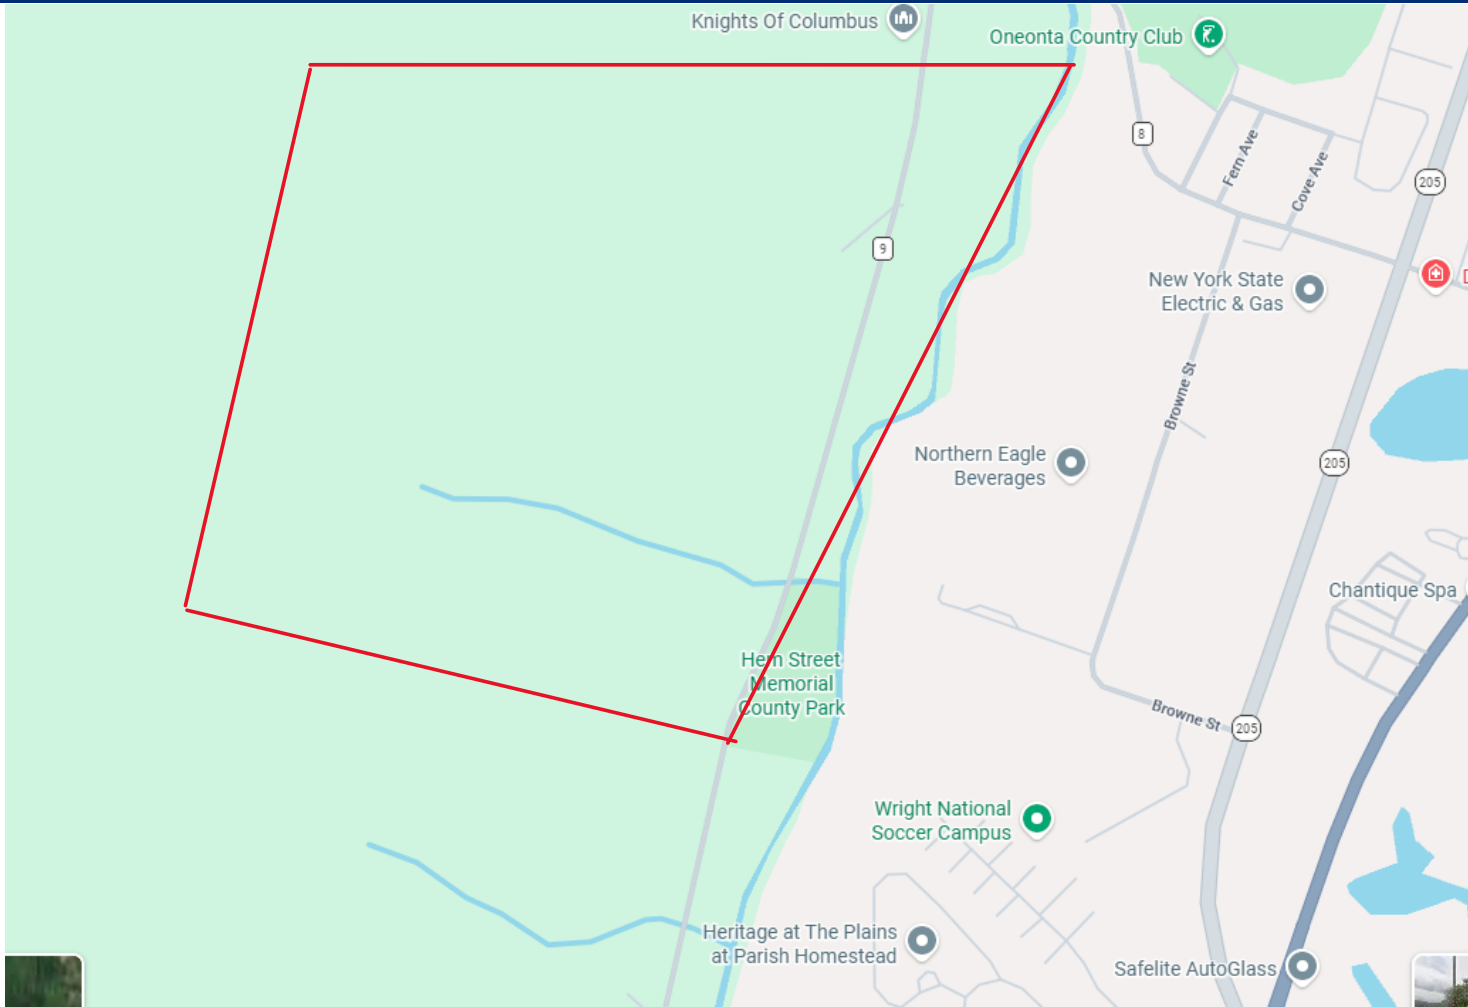 Knights Of Columbus
Oneonta Country Club
8
Fern Ave
Cove Ave
205
9
New York State
Electric & Gas
Browne St
Northern Eagle
Beverages
205
Chantique Spa
Hem Street
Memorial
County Park
Browne St
205
Wright National
Soccer Campus
Heritage at The Plains
at Parish Homestead
Safelite AutoGlass